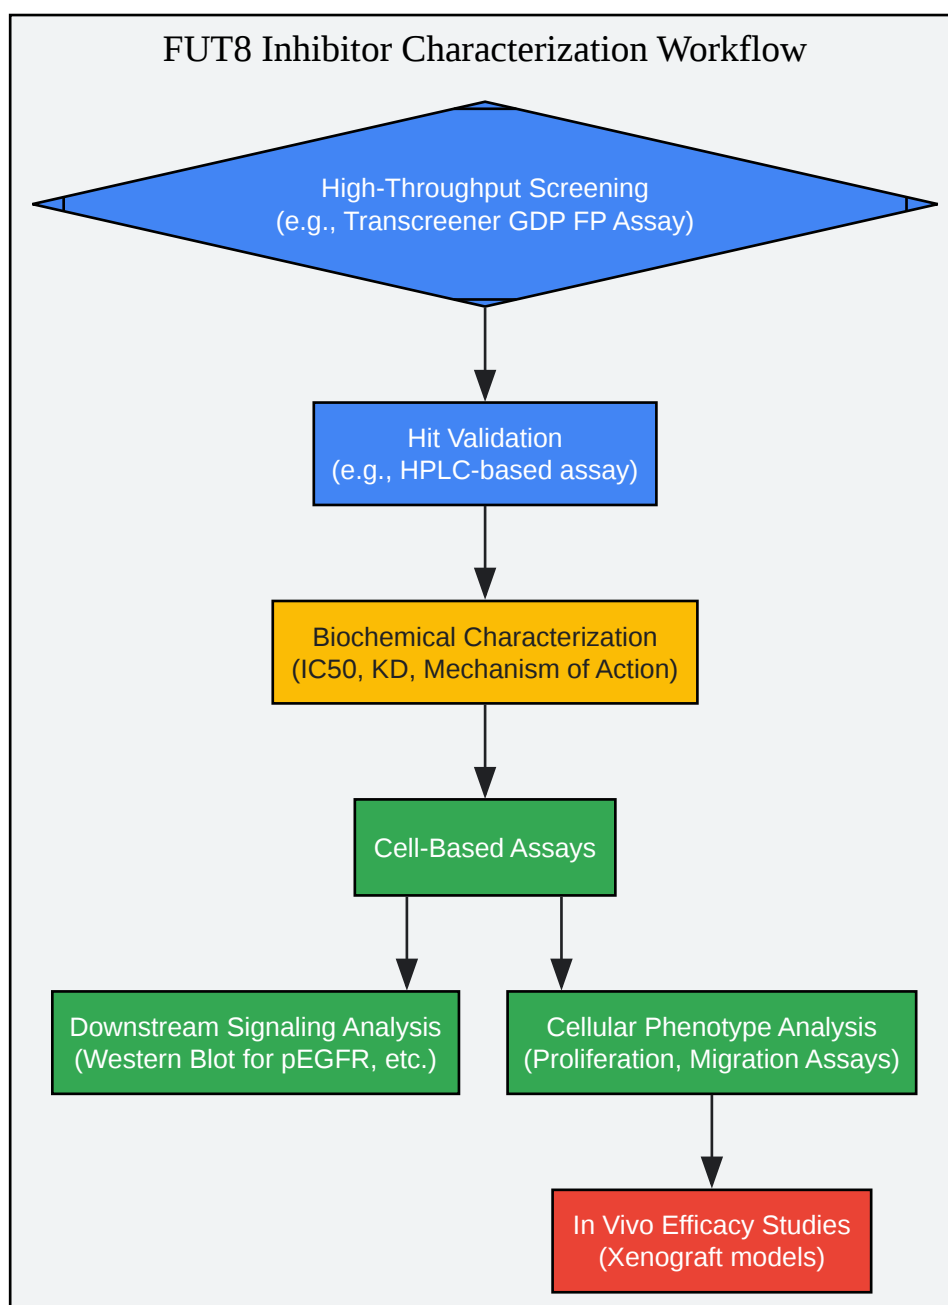 FUT8 Inhibitor Characterization Workflow
High-Throughput Screening
(e.g., Transcreener GDP FP Assay)
Hit Validation
(e.g., HPLC-based assay)
Biochemical Characterization
(IC50, KD, Mechanism of Action)
Cell-Based Assays
Downstream Signaling Analysis
(Western Blot for pEGFR, etc.)
Cellular Phenotype Analysis
(Proliferation, Migration Assays)
In Vivo Efficacy Studies
(Xenograft models)